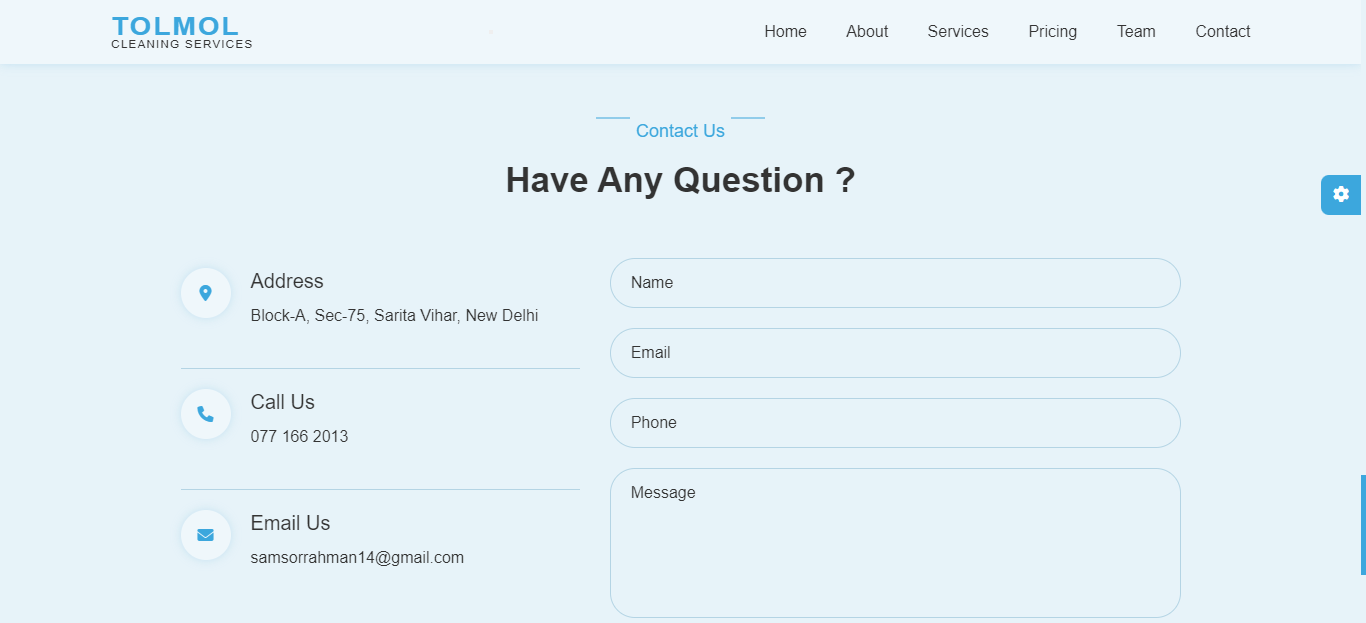 TOLMOL
CLEANING SERVICES
Home About Services Pricing Team Contact
Contact Us
Have Any Question ?
Address
Block-A, Sec-75, Sarita Vihar, New Delhi
Call Us
077 166 2013
Email Us
samsorrahman14@gmail.com
Name
Email
Phone
Message